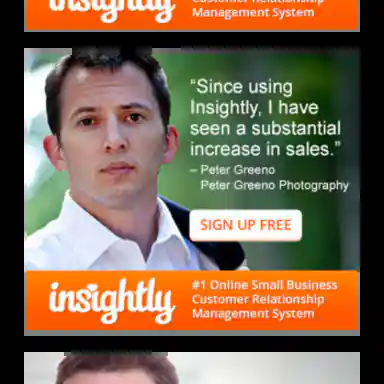 insightly
Customer Relationship
Management System
“Since using
Insightly, I have
seen a substantial
increase in sales.”
– Peter Greeno
Peter Greeno Photography
SIGN UP FREE
insightly
#1 Online Small Business
Customer Relationship
Management System